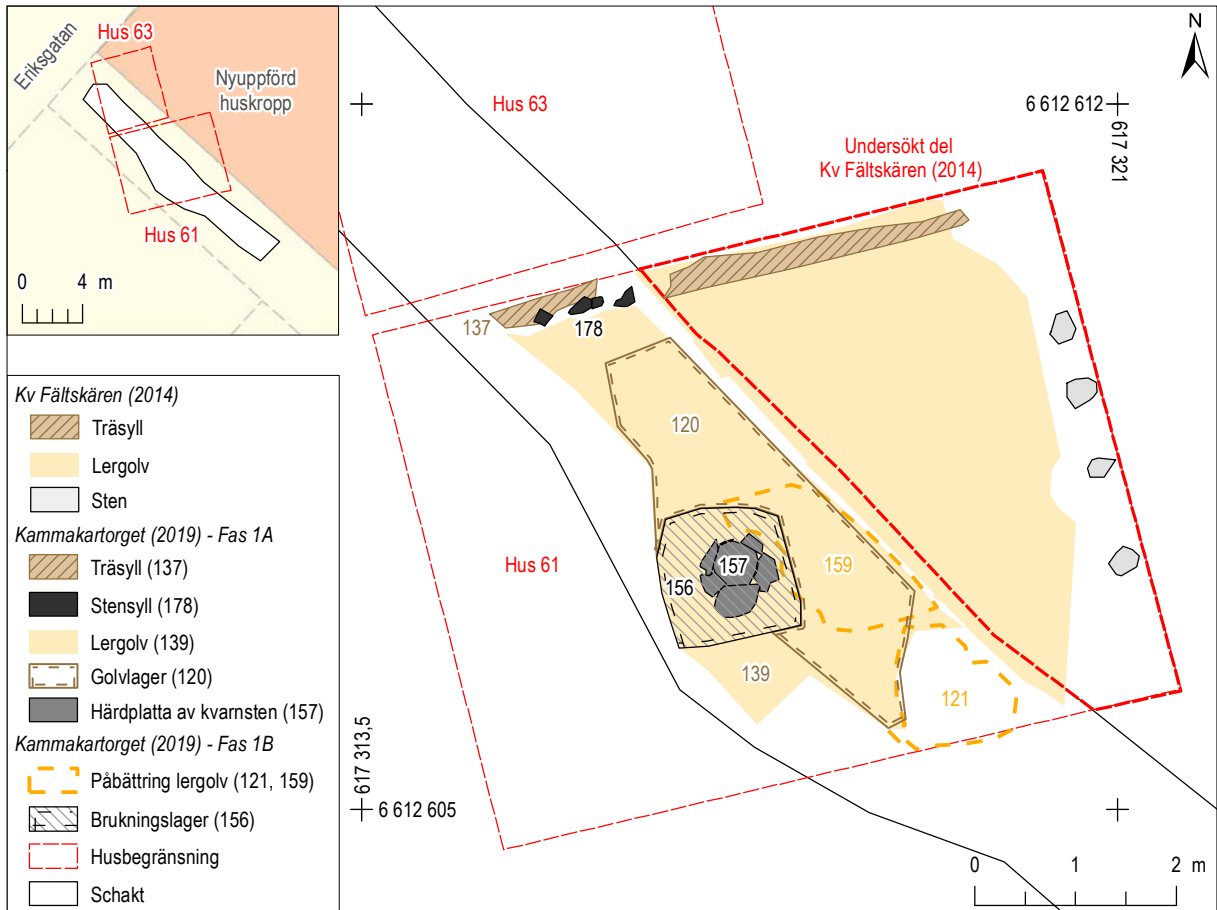 Hus 63
Eriksgatan
Nyuppförd
huskropp
Hus 61
0 4 m
Kv Fältskären (2014)
Träsyll
Lergolv
Sten
Kammakartorget (2019) - Fas 1A
Träsyll (137)
Stensyll (178)
Lergolv (139)
Golvlager (120)
Härdplatta av kvarnsten (157)
Kammakartorget (2019) - Fas 1B
Påbättring lergolv (121, 159)
Brukningslager (156)
Husbegränsning
Schakt
N
Hus 63
6 612 612
617 321
Undersökt del
Kv Fältskären (2014)
137
178
120
157
159
156
Hus 61
139
121
617 313,5
6 612 605
0 1 2 m